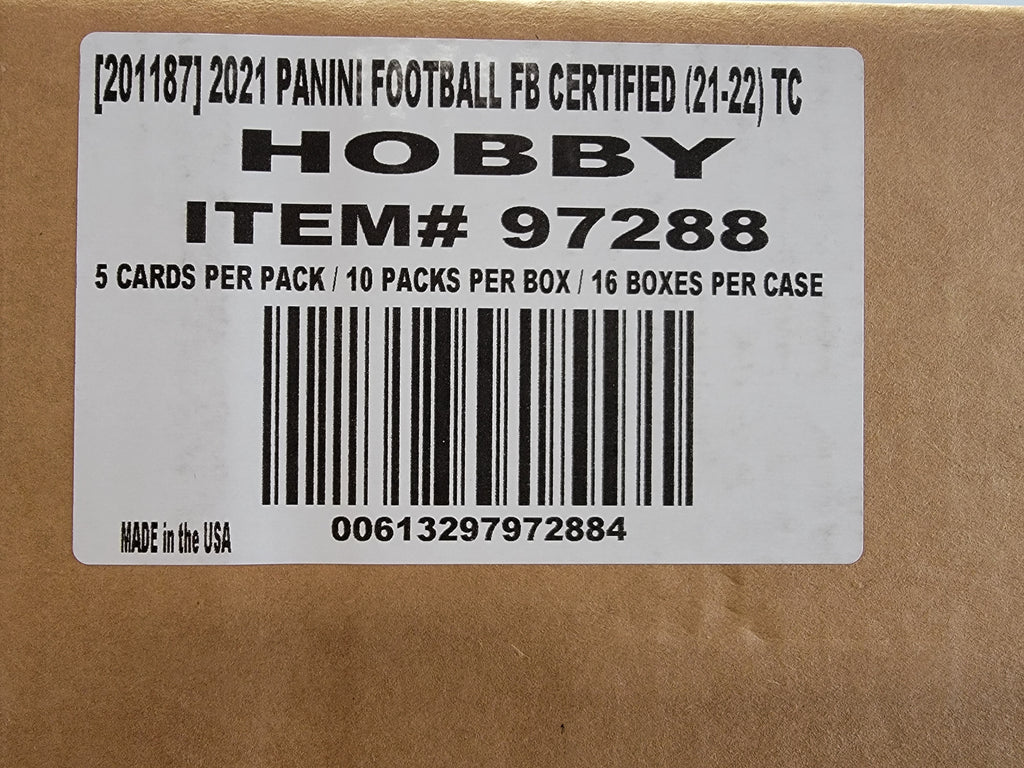 [201187] 2021 PANINI FOOTBALL FB CERTIFIED (21-22) TC
HOBBY
ITEM# 97288
5 CARDS PER PACK / 10 PACKS PER BOX / 16 BOXES PER CASE
00613297972884
MADE in the USA